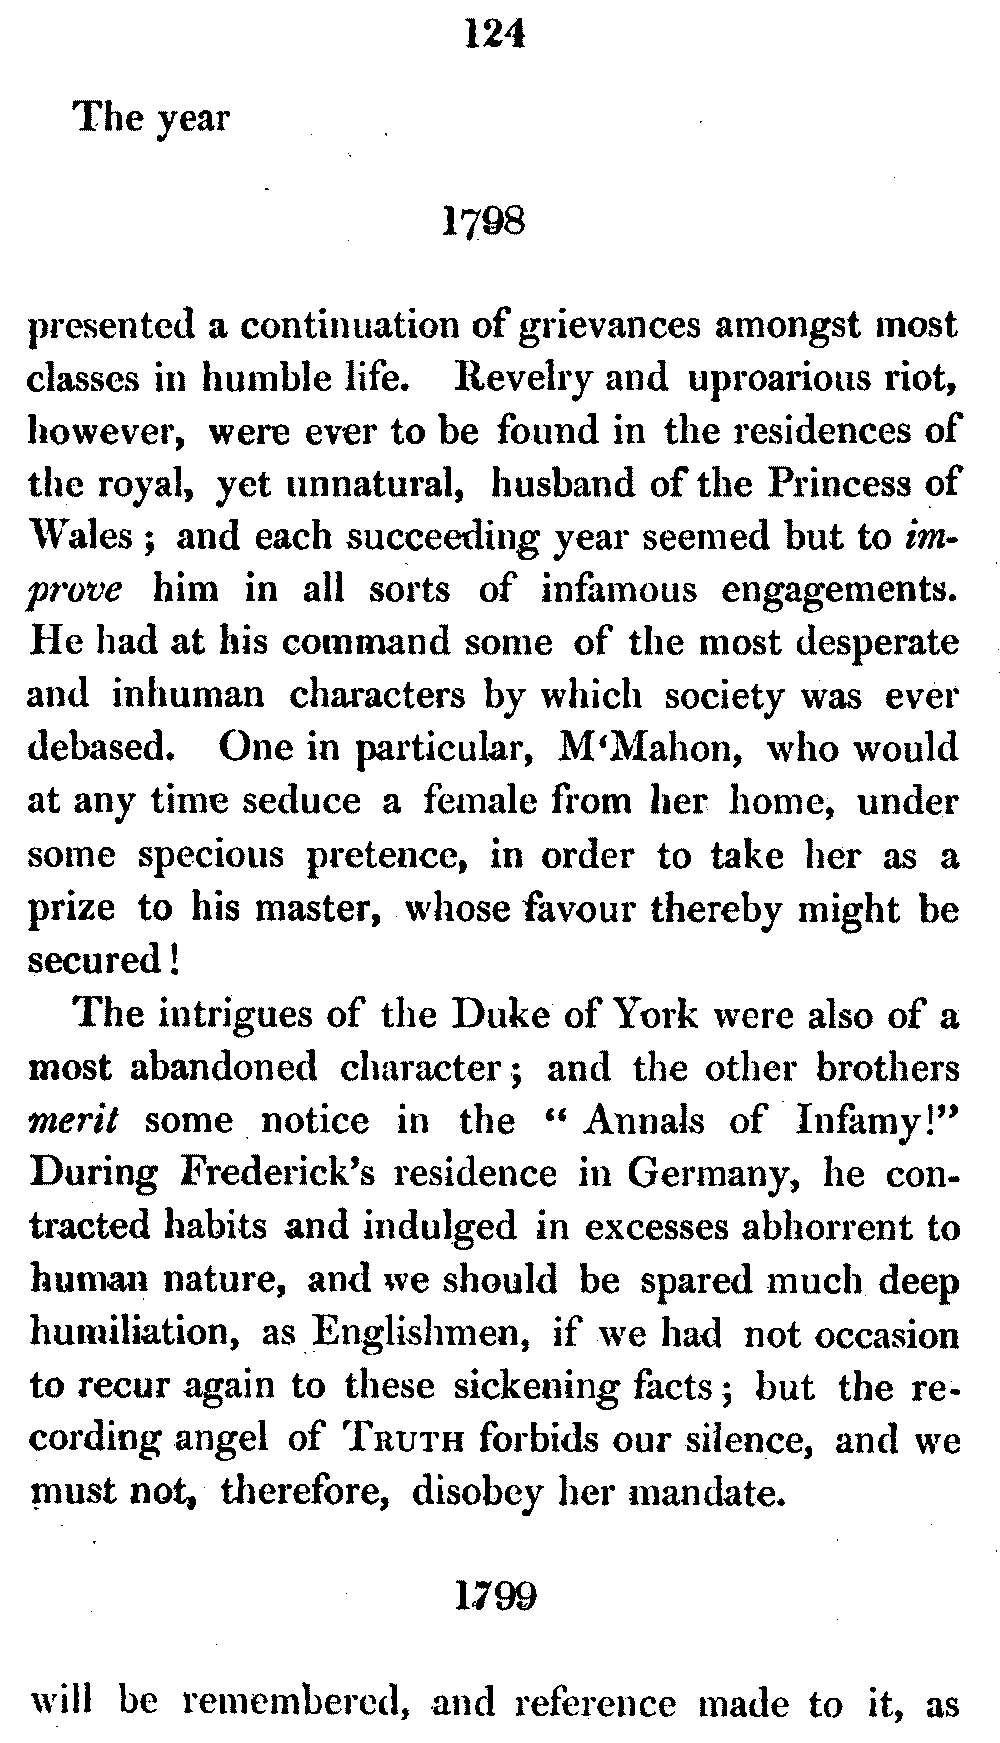 124
The year
1798
presented a continuation of grievances amongst most
classes in humble life. Revelry and uproarious riot,
however, were ever to be found in the residences of
the royal, yet unnatural, husband of the Princess of
Wales ; and each succeeding year seemed but to im-
prove him in all sorts of infamous engagements.
He had at his command some of the most desperate
and inhuman characters by which society was ever
debased. One in particular, M‘Mahon, who would
at any time seduce a female from her home, under
some specious pretence, in order to take her as a
prize to his master, whose favour thereby might be
secured !
The intrigues of the Duke of York were also of a
most abandoned character ; and the other brothers
merit some notice in the “ Annals of Infamy!”
During Frederick’s residence in Germany, he con-
tracted habits and indulged in excesses abhorrent to
human nature, and we should be spared much deep
humiliation, as Englishmen, if we had not occasion
to recur again to these sickening facts ; but the re-
cording angel of TRUTH forbids our silence, and we
must not, therefore, disobey her mandate.
1799
will be remembered, and reference made to it, as